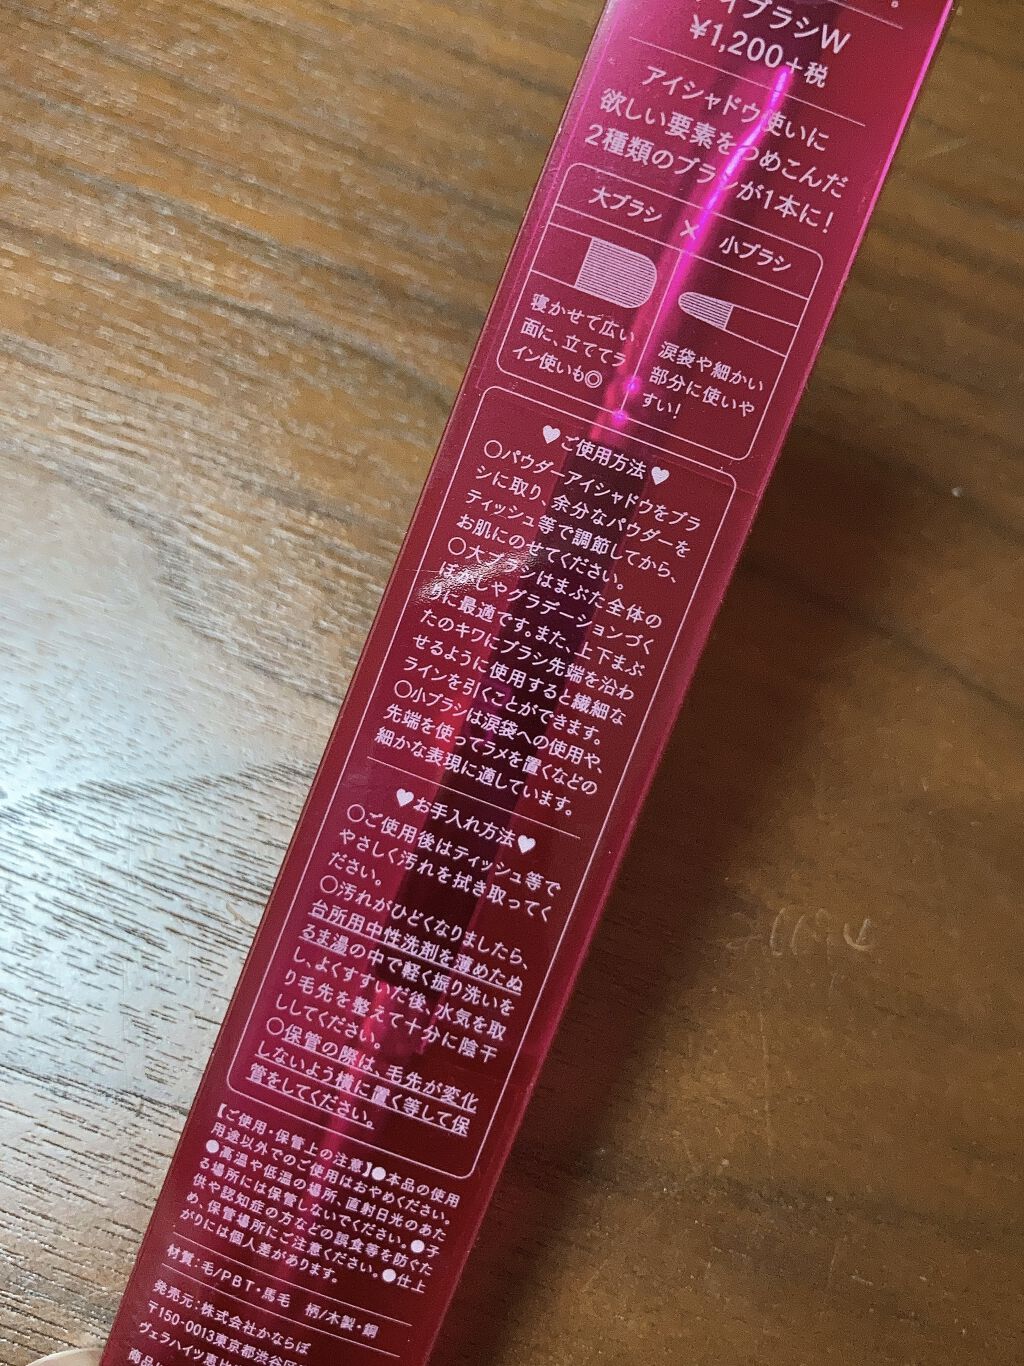 イブラシW
¥1,200+税
アイシャドウ使いに
欲しい要素をつめこんだ
2種類のブラシが1本に!
大ブラシ × 小ブラシ
寝かせて広い
面に、立ててラ
イン使いも◎
涙袋や細かい
部分に使いや
すい!
♥ご使用方法♥
○パウダーアイシャドウをブラ
シに取り、余分なパウダーを
ティッシュ等で調節してから、
お肌にのせてください。
○大ブラシはまぶた全体の
ぼかしやグラデーションづく
りに最適です。また、上下まぶ
たのキワにブラシ先端を沿わ
せるように使用すると繊細な
ラインを引くことができます。
○小ブラシは涙袋への使用や、
先端を使ってラメを置くなどの
細かな表現に適しています。
♥お手入れ方法♥
○ご使用後はティッシュ等で
やさしく汚れを拭き取ってく
ださい。
○汚れがひどくなりましたら、
台所用中性洗剤を薄めたぬ
るま湯の中で軽く振り洗いを
し、よくすすいだ後、水気を取
り毛先を整えて十分に陰干
ししてください。
○保管の際は、毛先が変化
しないよう横に置く等して保
管をしてください。
【ご使用・保管上の注意】●本品の使用
用途以外でのご使用はおやめください。
●高温や低温の場所、直射日光のあた
る場所には保管しないでください。●子
供や認知症の方などの誤食等を防ぐた
め、保管場所にご注意ください。●仕上
がりには個人差があります。
材質:毛/PBT・馬毛 柄/木製・銅
発売元:株式会社かならぼ
〒150-0013東京都渋谷区
ヴェラハイツ恵比
商品